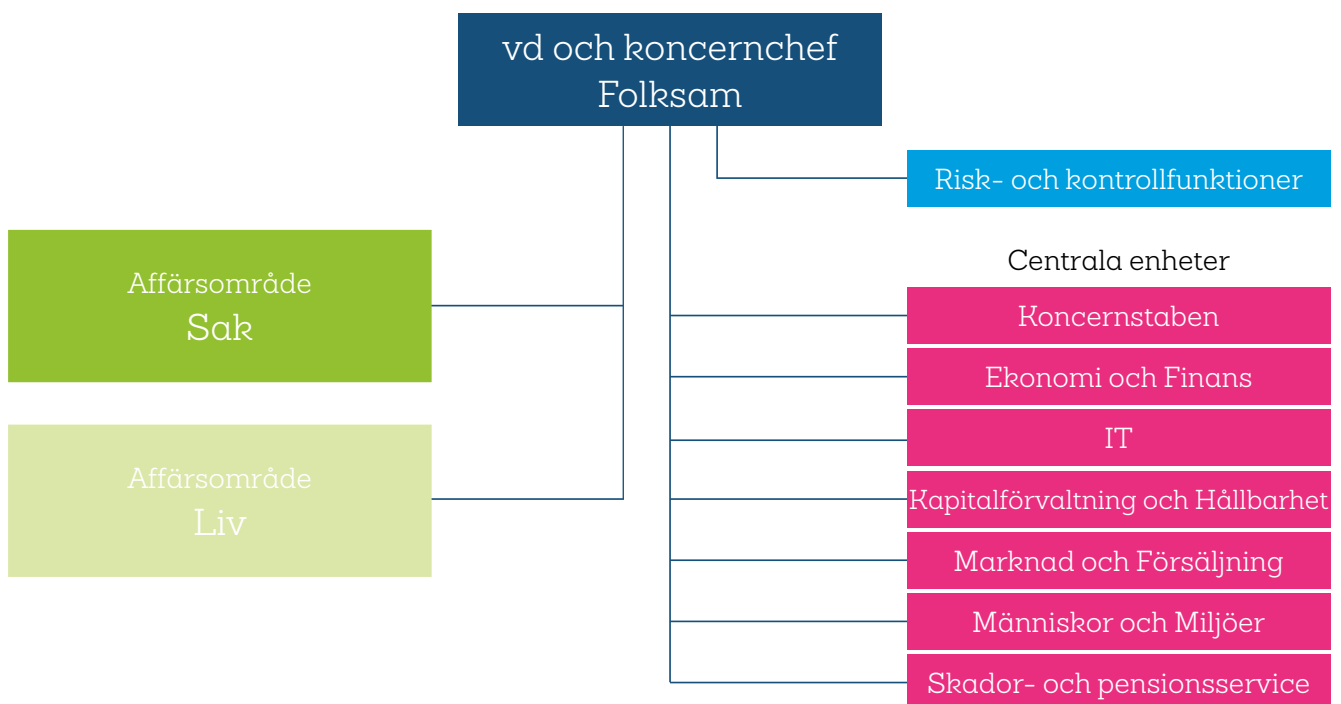 vd och koncernchef
Folksam
Risk- och kontrollfunktioner
Affärsområde
Sak
Affärsområde
Liv
Centrala enheter
Koncernstaben
Ekonomi och Finans
IT
Kapitalförvaltning och Hållbarhet
Marknad och Försäljning
Människor och Miljöer
Skador- och pensionsservice